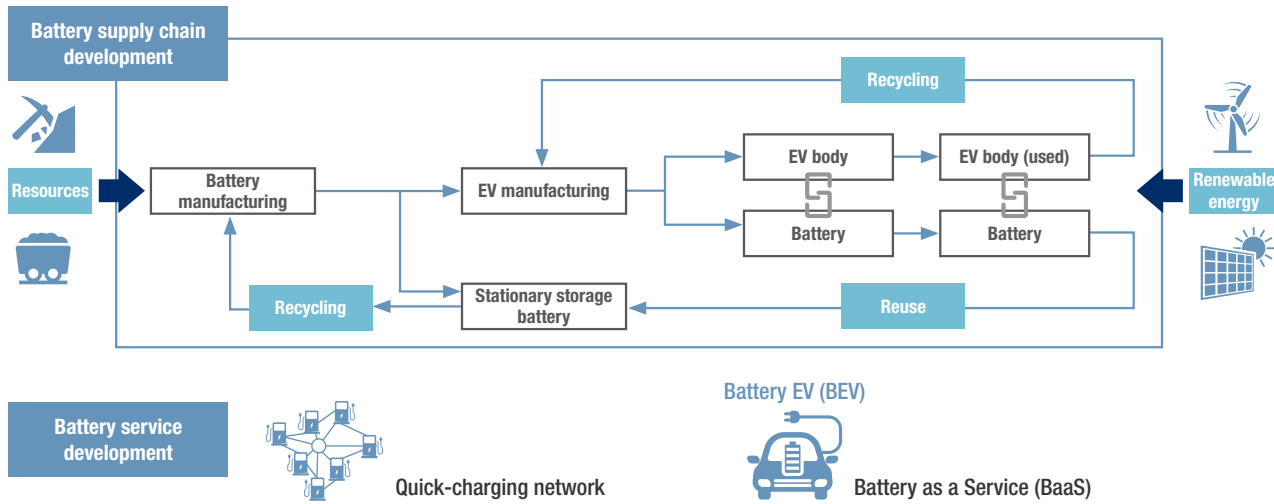 Battery supply chain
development
Recycling
EV body
EV body (used)
Resources
Battery
manufacturing
EV manufacturing
Renewable
energy
Battery
Battery
Recycling
Stationary storage
battery
Reuse
Battery EV (BEV)
Battery service
development
Quick-charging network
Battery as a Service (BaaS)